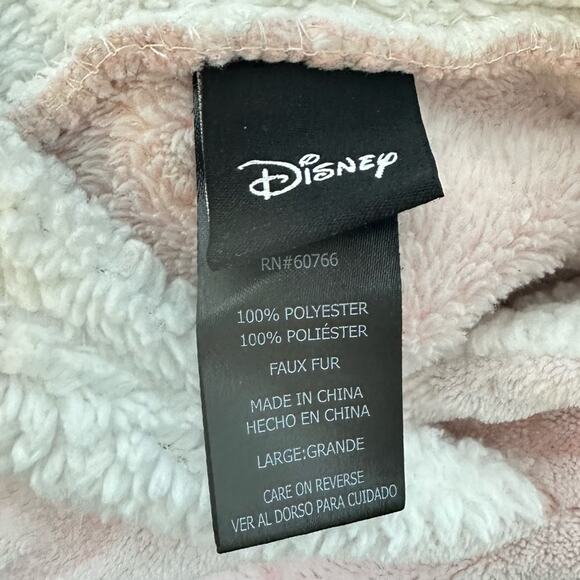 Disney
RN#60766
100% POLYESTER
100% POLIÉSTER
FAUX FUR
MADE IN CHINA
HECHO EN CHINA
LARGE:GRANDE
CARE ON REVERSE
VER AL DORSO PARA CUIDADO